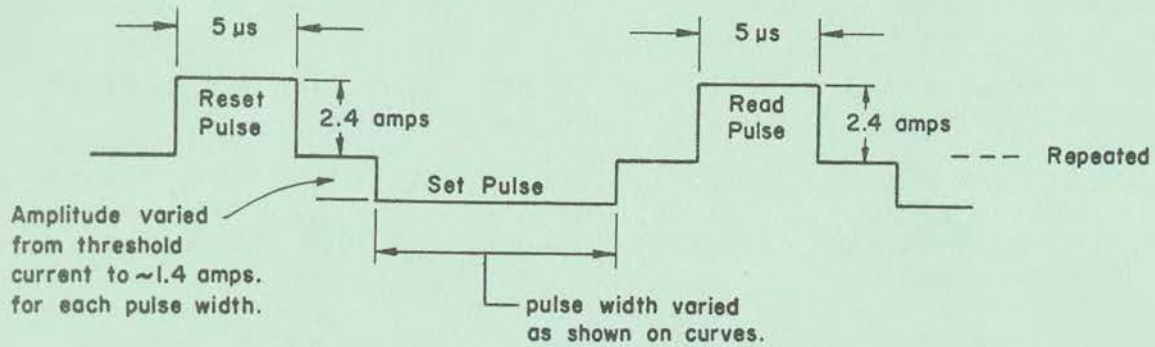 5 μs
5 μs
Reset
Pulse
2.4 amps
Read
Pulse
2.4 amps
Repeated
Set Pulse
Amplitude varied
from threshold
current to ~1.4 amps.
for each pulse width.
pulse width varied
as shown on curves.